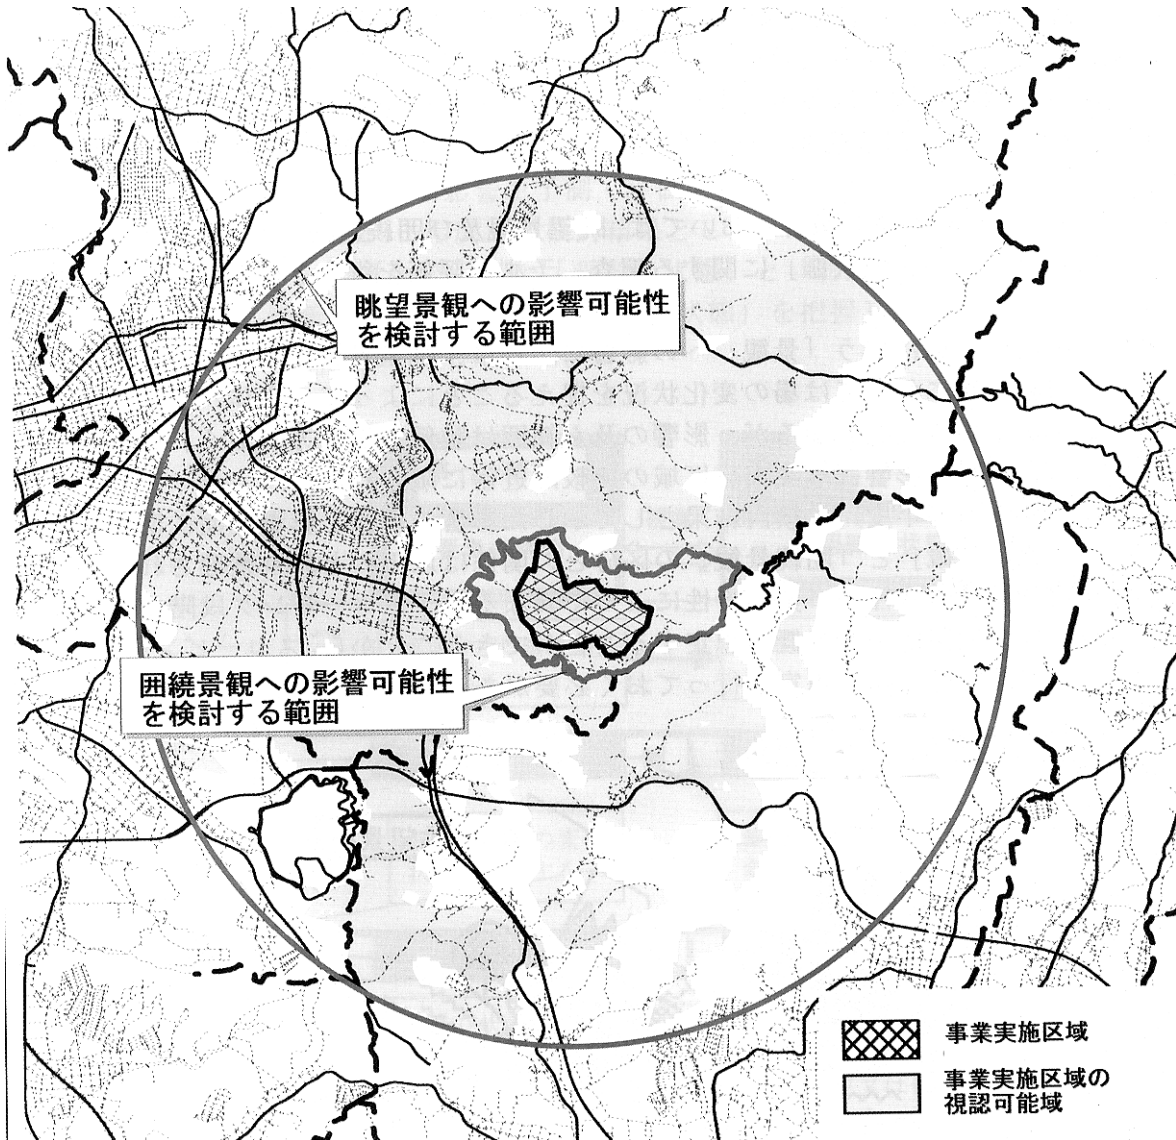 眺望景観への影響可能性
を検討する範囲
囲繞景観への影響可能性
を検討する範囲
事業実施区域
事業実施区域の
視認可能域